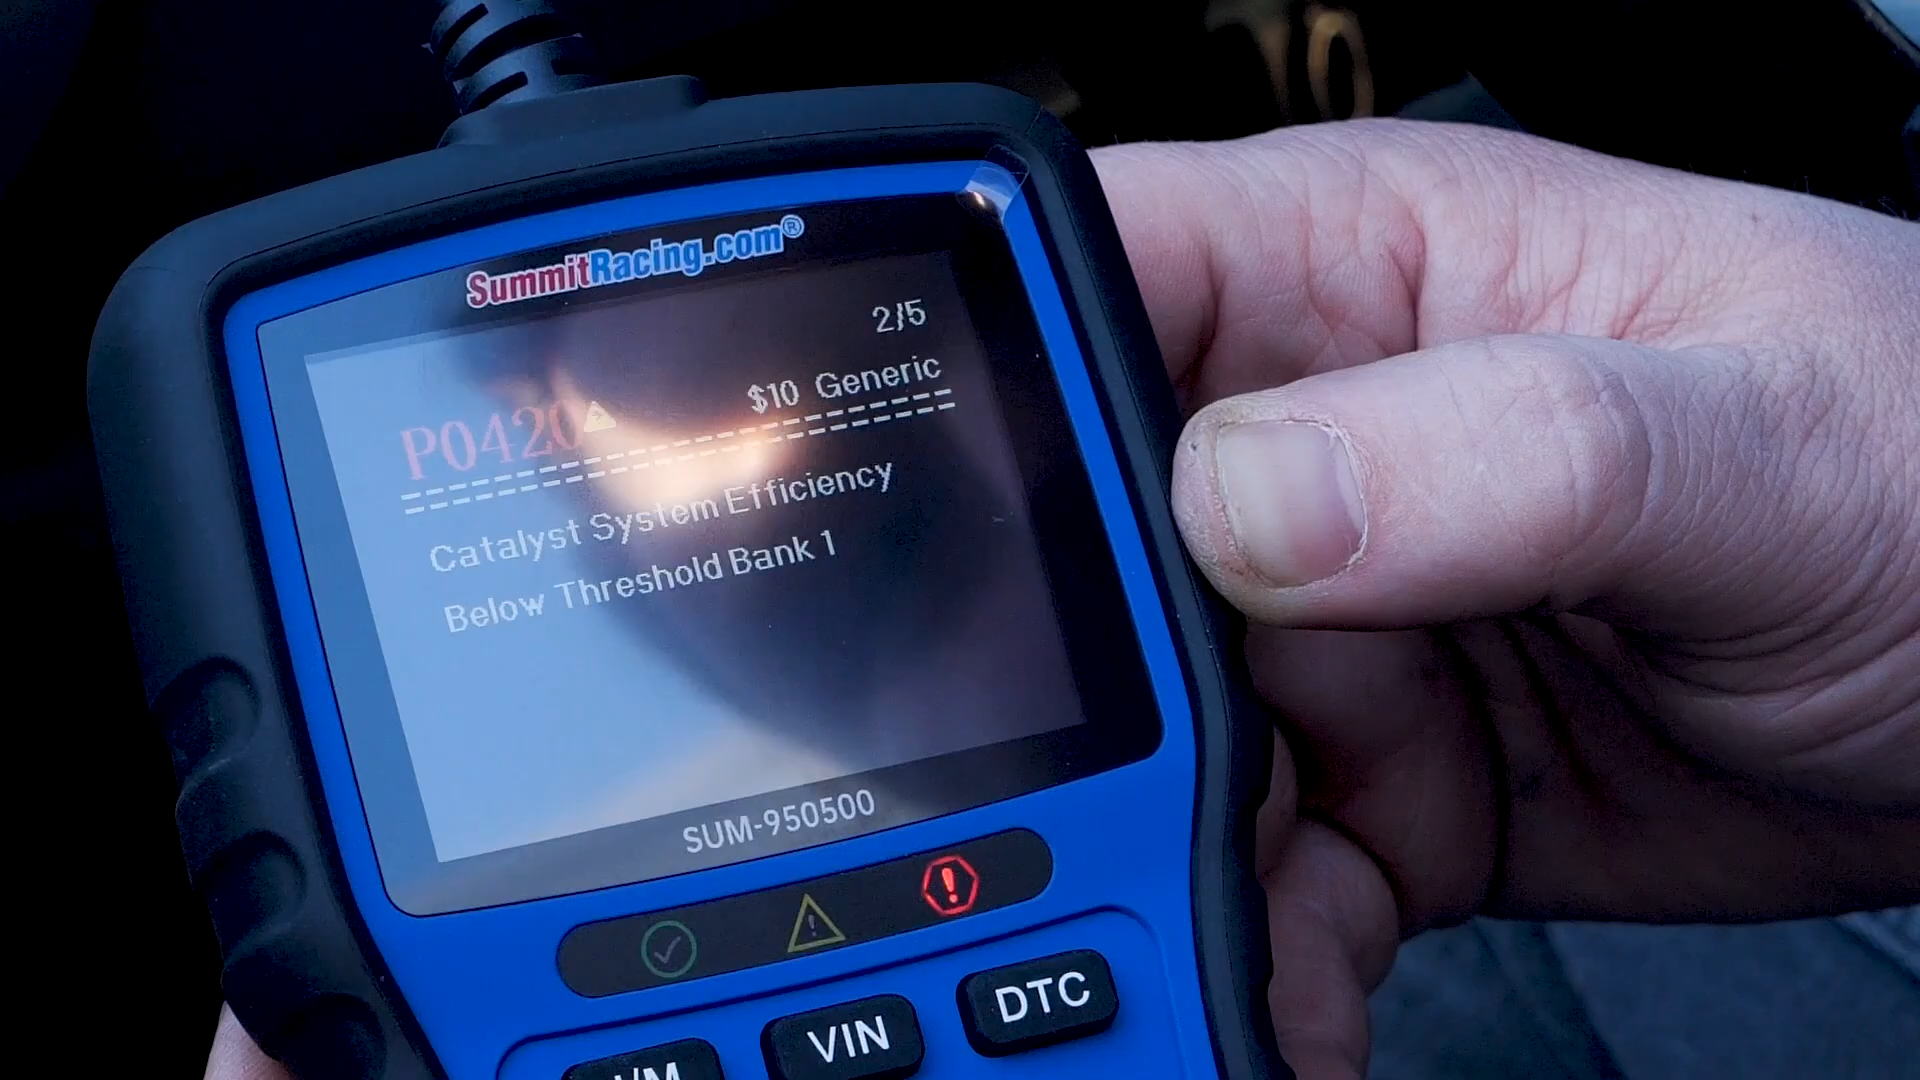 SummitRacing.com®
2/5
P0420 $10 Generic
Catalyst System Efficiency
Below Threshold Bank 1
SUM-950500
I/M
VIN
DTC